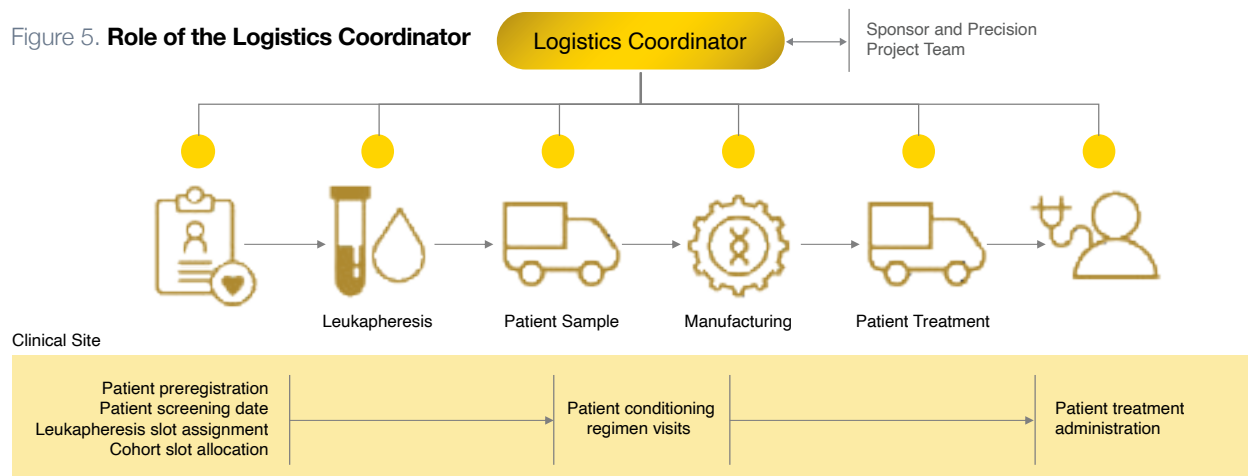 Figure 5. Role of the Logistics Coordinator
Logistics Coordinator
Sponsor and Precision
Project Team
Leukapheresis
Patient Sample
Manufacturing
Patient Treatment
Clinical Site
Patient preregistration
Patient screening date
Leukapheresis slot assignment
Cohort slot allocation
Patient conditioning
regimen visits
Patient treatment
administration